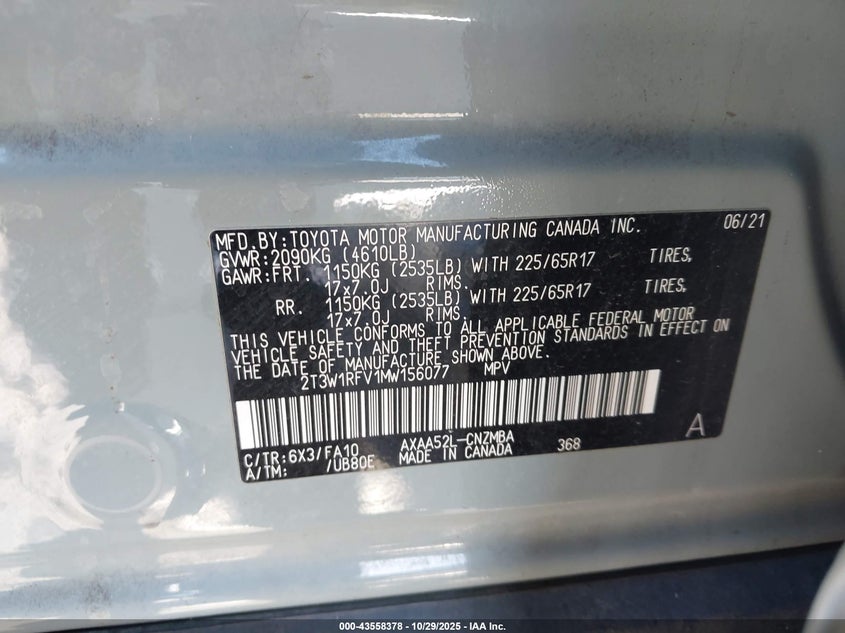 MFD.BY:TOYOTA MOTOR MANUFACTURING CANADA INC. 06/21
GVWR:2090KG (4610LB)
GAWR:FRT. 1150KG (2535LB) WITH 225/65R17 TIRES,
17x7.0J RIMS.
RR. 1150KG (2535LB) WITH 225/65R17 TIRES,
17x7.0J RIMS.
THIS VEHICLE CONFORMS TO ALL APPLICABLE FEDERAL MOTOR
VEHICLE SAFETY AND THEFT PREVENTION STANDARDS IN EFFECT ON
THE DATE OF MANUFACTURE SHOWN ABOVE.
2T3W1RFV1MW156077 MPV
C/TR:6X3/FA10 AXAA52L-CNZMBA 368 A
A/TM: /UB80E MADE IN CANADA
000-43558378 - 10/29/2025 - IAA Inc.